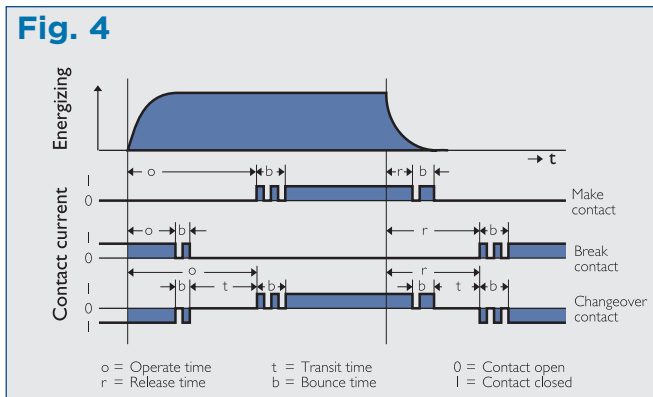 Fig. 4
Energizing
t
o b r b
I
0
Make
contact
o b r b
I
0
Break
contact
Contact current
o r
I
0
I
b t b b t b
Changeover
contact
o = Operate time t = Transit time 0 = Contact open
r = Release time b = Bounce time I = Contact closed